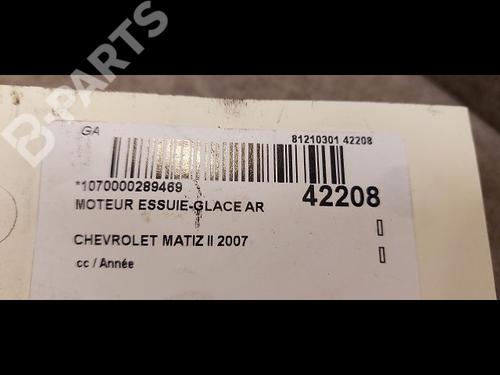 B-PARTS
GA
81210301 42208
*1070000289469
42208
MOTEUR ESSUIE-GLACE AR
CHEVROLET MATIZ II 2007
cc / Année